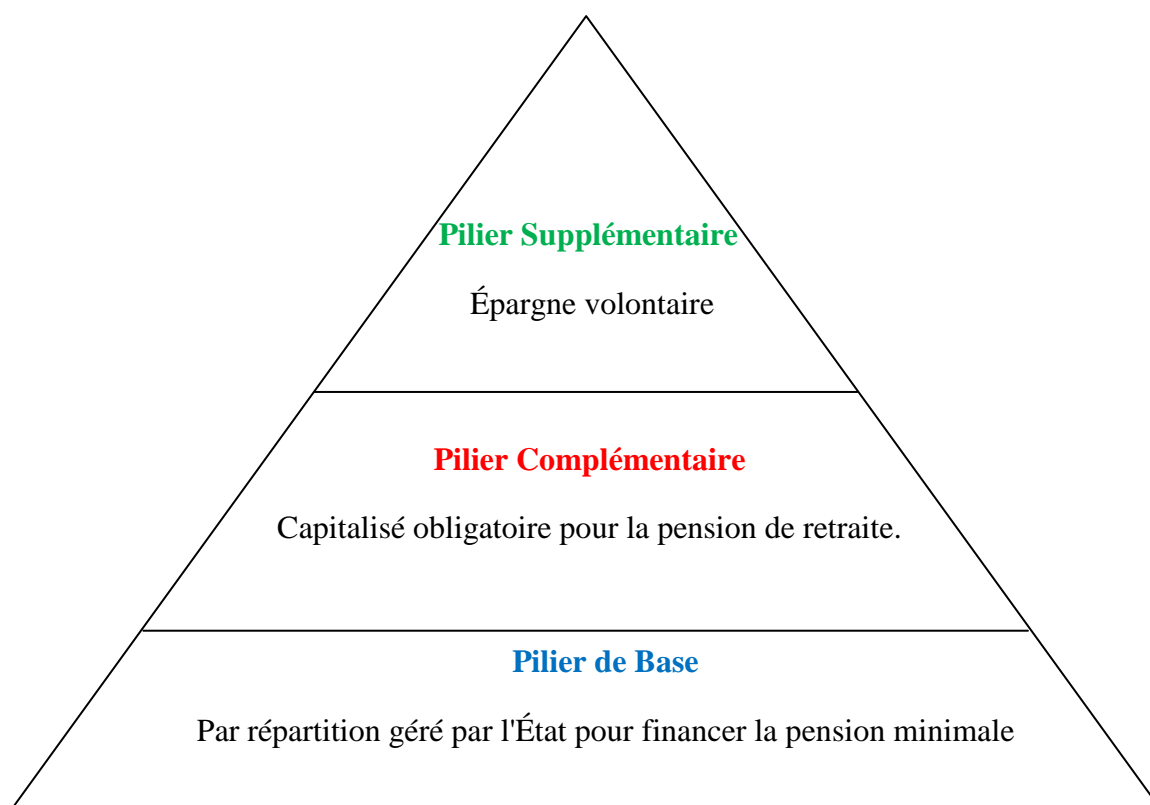 Pilier Supplémentaire
Épargne volontaire
Pilier Complémentaire
Capitalisé obligatoire pour la pension de retraite.
Pilier de Base
Par répartition géré par l'État pour financer la pension minimale